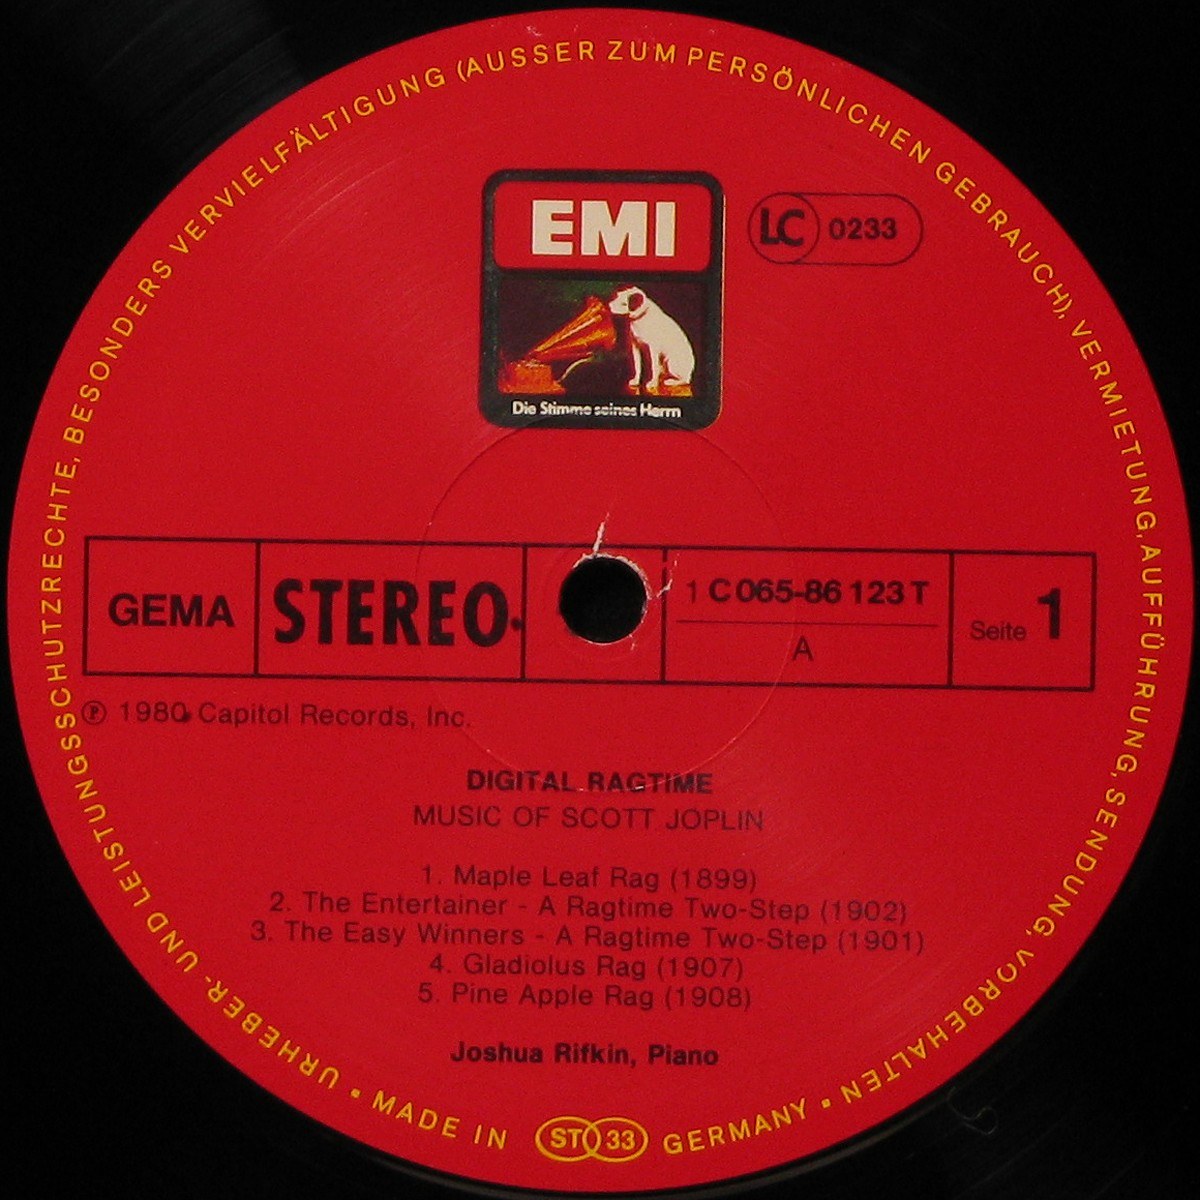 URHEBER- UND LEISTUNGSSCHUTZRECHTE, BESONDERS VERVIELFÄLTIGUNG (AUSSER ZUM PERSÖNLICHEN GEBRAUCH), VERMIETUNG, AUFFÜHRUNG, SENDUNG, VORBEHALTEN
EMI
LC 0233
Die Stimme seines Herrn
GEMA
STEREO
1 C 065-86 123 T
A
Seite 1
℗ 1980 Capitol Records, Inc.
DIGITAL RAGTIME
MUSIC OF SCOTT JOPLIN
1. Maple Leaf Rag (1899)
2. The Entertainer - A Ragtime Two-Step (1902)
3. The Easy Winners - A Ragtime Two-Step (1901)
4. Gladiolus Rag (1907)
5. Pine Apple Rag (1908)
Joshua Rifkin, Piano
MADE IN ST 33 GERMANY